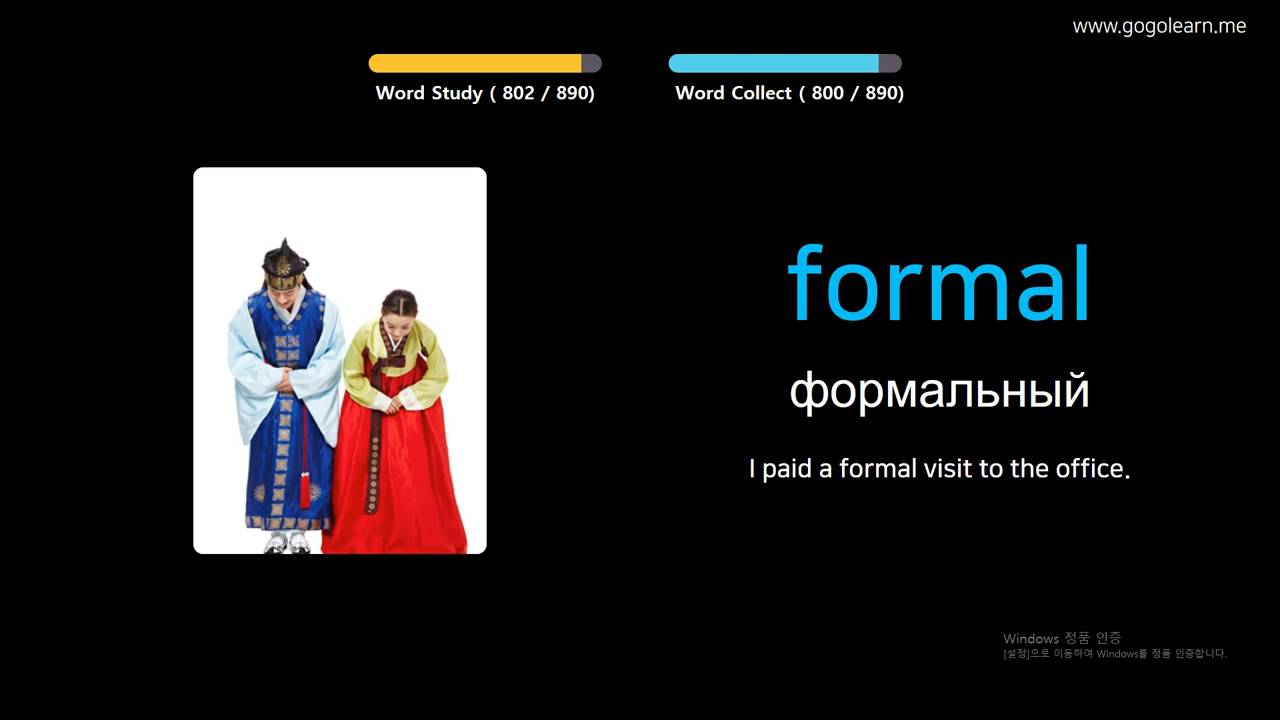 www.gogolearn.me
Word Study ( 802 / 890)
Word Collect ( 800 / 890)
formal
формальный
I paid a formal visit to the office.
Windows 정품 인증
[설정]으로 이동하여 Windows를 정품 인증합니다.